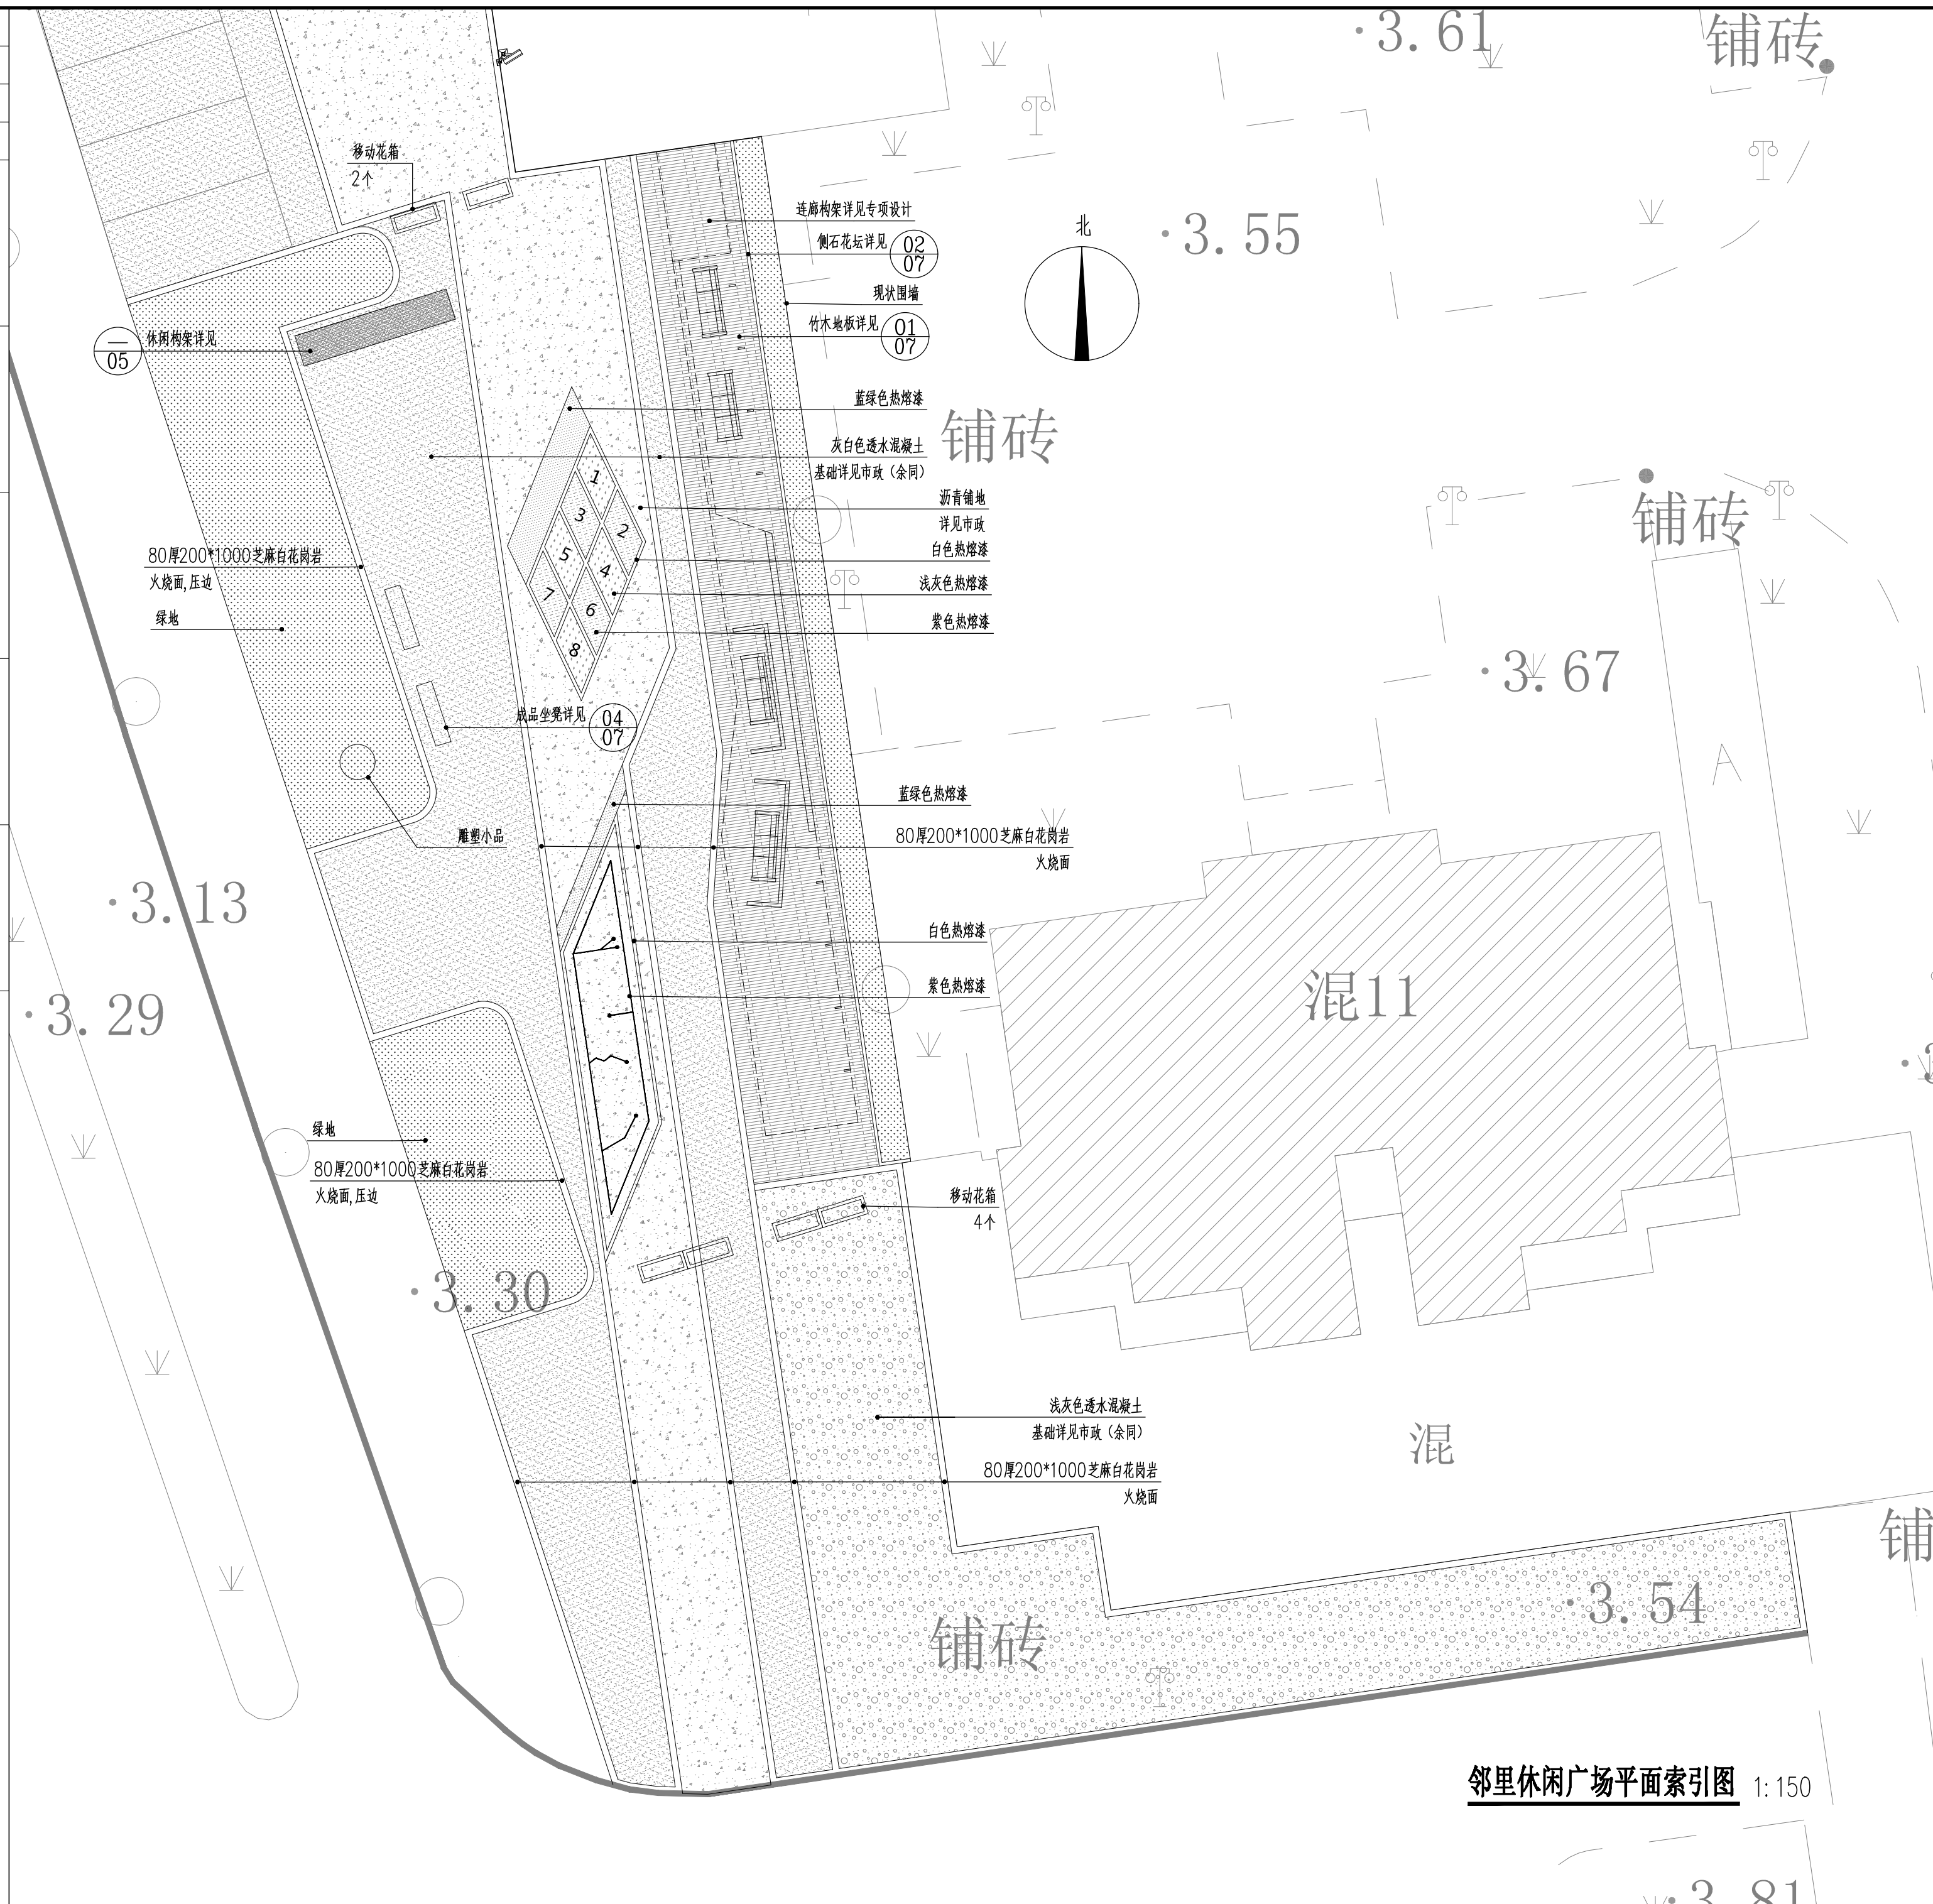 3.61
铺砖
移动花箱
2个
连廊构架详见专项设计
侧石花坛详见
02
07
北
3.55
现状围墙
竹木地板详见
01
07
休闲构架详见
—
05
蓝绿色热熔漆
铺砖
灰白色透水混凝土
基础详见市政（余同）
沥青铺地
详见市政
铺砖
白色热熔漆
浅灰色热熔漆
紫色热熔漆
1
2
3
4
5
6
7
8
80厚200*1000芝麻白花岗岩
火烧面,压边
绿地
3.67
成品坐凳详见
04
07
A
蓝绿色热熔漆
雕塑小品
80厚200*1000芝麻白花岗岩
火烧面
3.13
白色热熔漆
紫色热熔漆
混11
3.29
绿地
80厚200*1000芝麻白花岗岩
火烧面,压边
移动花箱
4个
3.30
浅灰色透水混凝土
基础详见市政（余同）
混
80厚200*1000芝麻白花岗岩
火烧面
铺
3.54
铺砖
邻里休闲广场平面索引图 1:150
3.81